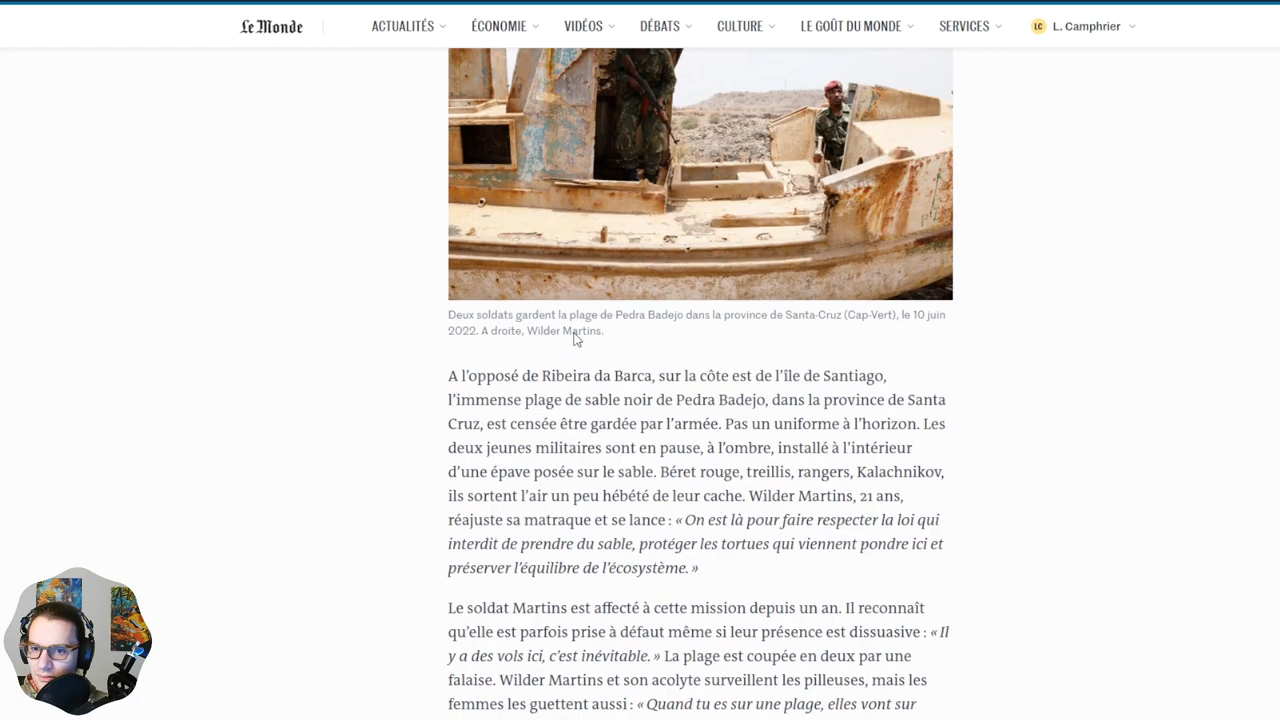 Le Monde
ACTUALITÉS ÉCONOMIE VIDÉOS DÉBATS CULTURE LE GOÛT DU MONDE SERVICES LC L. Camphrier
Deux soldats gardent la plage de Pedra Badejo dans la province de Santa-Cruz (Cap-Vert), le 10 juin
2022. A droite, Wilder Martins.
A l’opposé de Ribeira da Barca, sur la côte est de l’île de Santiago,
l’immense plage de sable noir de Pedra Badejo, dans la province de Santa
Cruz, est censée être gardée par l’armée. Pas un uniforme à l’horizon. Les
deux jeunes militaires sont en pause, à l’ombre, installé à l’intérieur
d’une épave posée sur le sable. Béret rouge, treillis, rangers, Kalachnikov,
ils sortent l’air un peu hébété de leur cache. Wilder Martins, 21 ans,
réajuste sa matraque et se lance : « On est là pour faire respecter la loi qui
interdit de prendre du sable, protéger les tortues qui viennent pondre ici et
préserver l’équilibre de l’écosystème. »
Le soldat Martins est affecté à cette mission depuis un an. Il reconnaît
qu’elle est parfois prise à défaut même si leur présence est dissuasive : « Il
y a des vols ici, c’est inévitable. » La plage est coupée en deux par une
falaise. Wilder Martins et son acolyte surveillent les pilleuses, mais les
femmes les guettent aussi : « Quand tu es sur une plage, elles vont sur